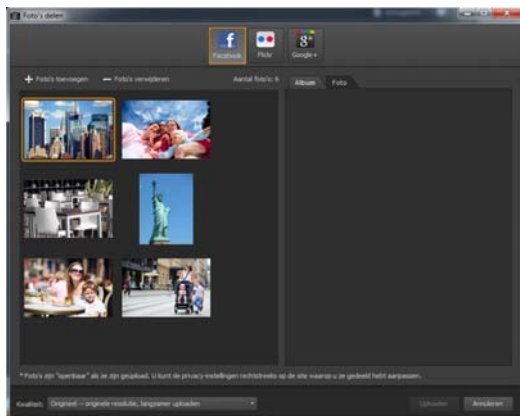 Foto's delen
Facebook
Flickr
Google+
Foto's toevoegen
Foto's verwijderen
Aantal foto's: 6
Album
Foto
*Foto's zijn "openbaar" als ze zijn geüpload. U kunt de privacy-instellingen rechtstreeks op de site waarop u ze gedeeld hebt aanpassen.
Kwaliteit: Origineel -- originele resolutie, langzamer uploaden
Uploaden
Annuleren